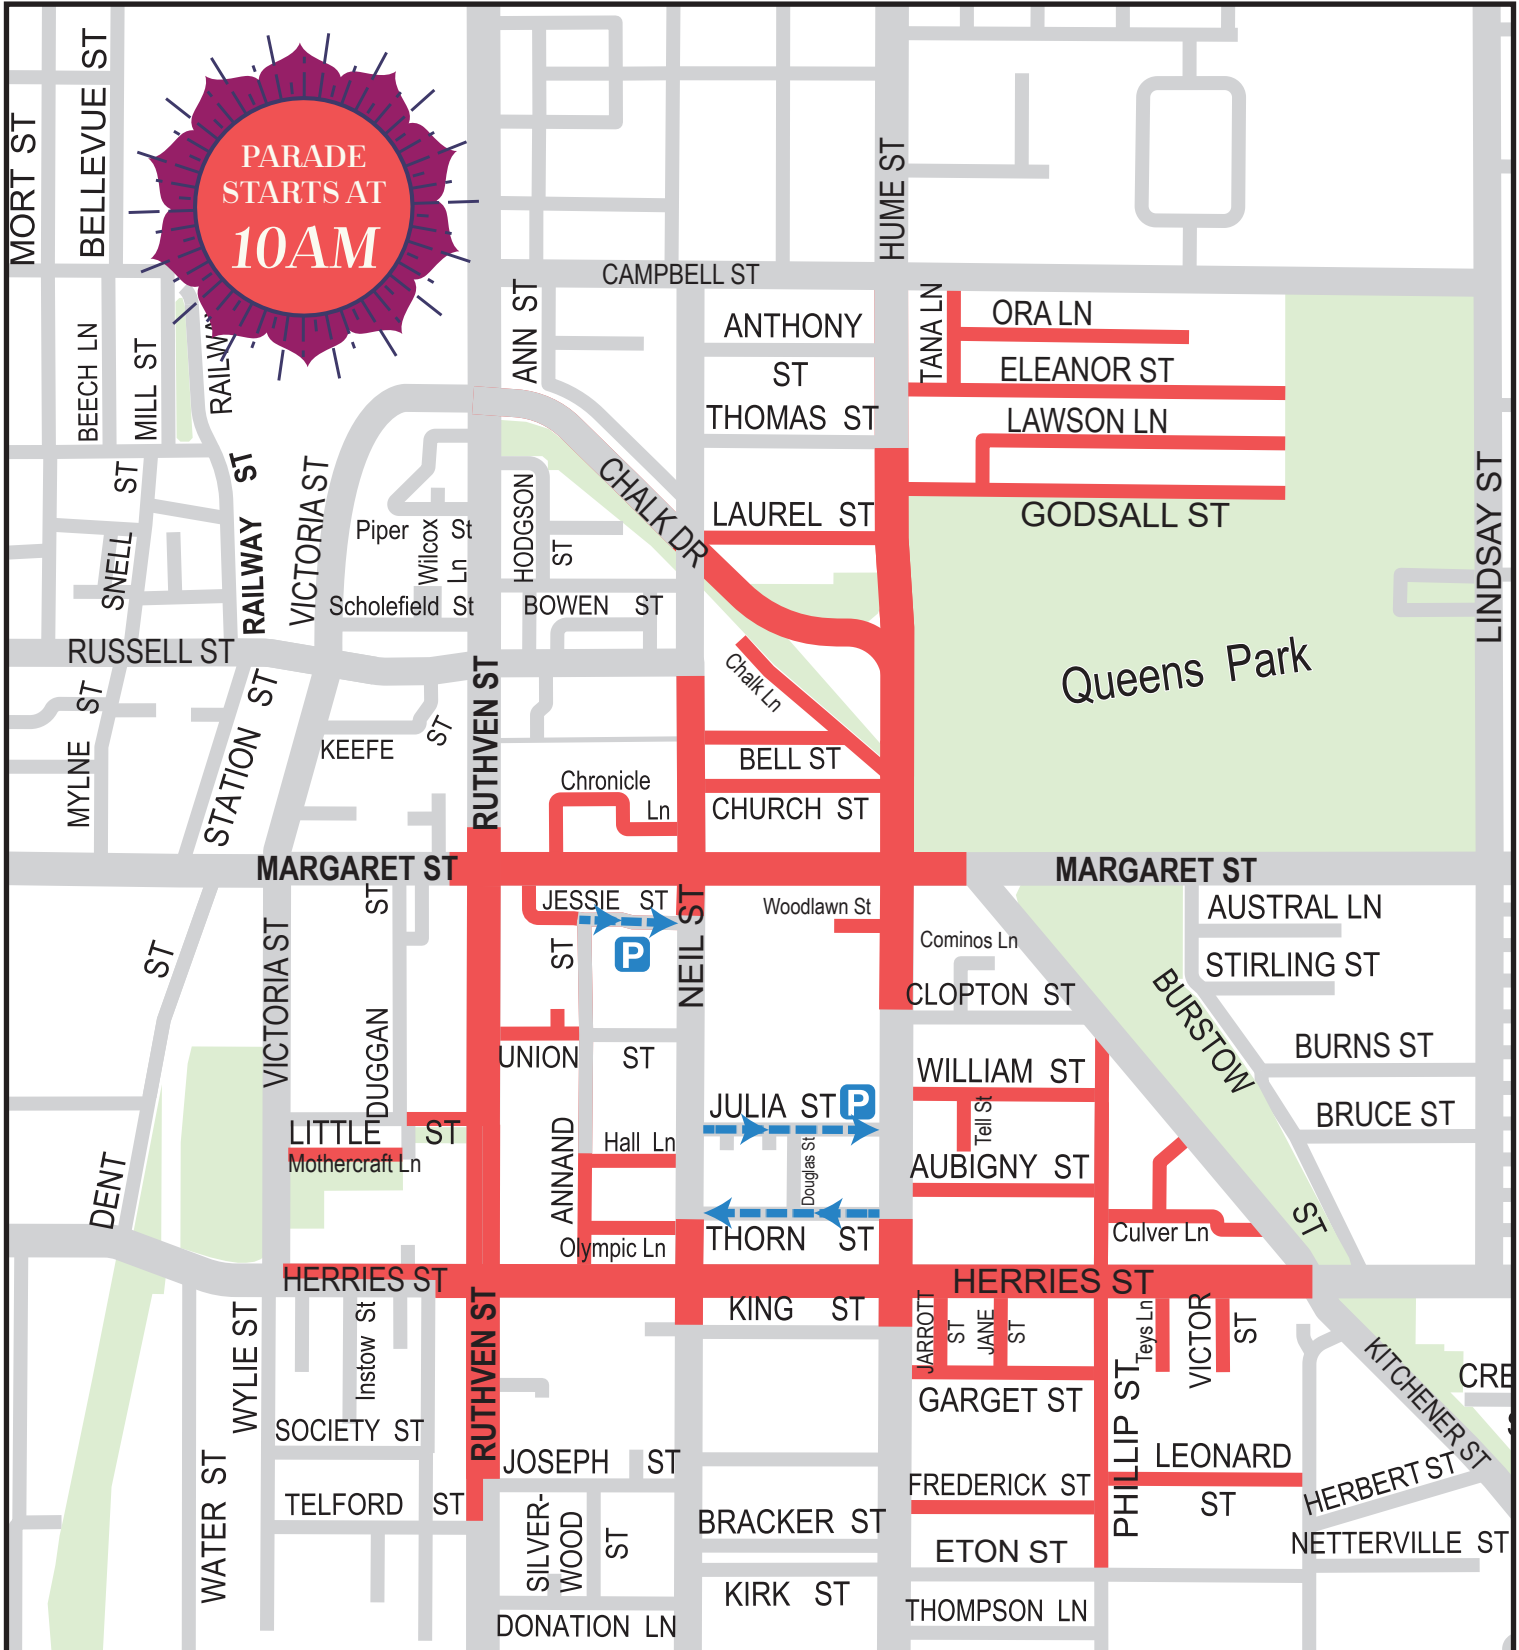 PARADE
STARTS AT
10AM
MORT ST
BELLEVUE ST
HUME ST
CAMPBELL ST
BEECH LN
MILL ST
RAILWAY
ANN ST
ANTHONY
ST
THOMAS ST
TANA LN
ORA LN
ELEANOR ST
LAWSON LN
GODSALL ST
SNELL ST
RAILWAY ST
VICTORIA ST
Piper St
Wilcox
Ln
Scholefield St
HODGSON
ST
CHALK DR
LAUREL ST
BOWEN ST
LINDSAY ST
Queens Park
RUSSELL ST
MYLNE ST
STATION ST
KEEFE ST
RUTHVEN ST
Chalk Ln
BELL ST
Chronicle
Ln
CHURCH ST
MARGARET ST
MARGARET ST
JESSIE ST
P
NEIL ST
Woodlawn St
Cominos Ln
CLOPTON ST
AUSTRAL LN
STIRLING ST
BURSTOW
ST
BURNS ST
BRUCE ST
DENT ST
VICTORIA ST
DUGGAN ST
UNION ST
WILLIAM ST
Tell St
JULIA ST
P
LITTLE ST
Mothercraft Ln
ANNAND ST
Hall Ln
Douglas St
AUBIGNY ST
Olympic Ln
THORN ST
Culver Ln
HERRIES ST
HERRIES ST
WYLIE ST
Instow St
RUTHVEN ST
KING ST
JARROTT
ST
JANE
ST
Teys Ln
VICTOR
ST
KITCHENER ST
CRE
GARGET ST
PHILLIP ST
SOCIETY ST
WATER ST
TELFORD ST
JOSEPH ST
SILVER-
WOOD
ST
FREDERICK ST
LEONARD
ST
HERBERT ST
BRACKER ST
ETON ST
NETTERVILLE ST
KIRK ST
DONATION LN
THOMPSON LN